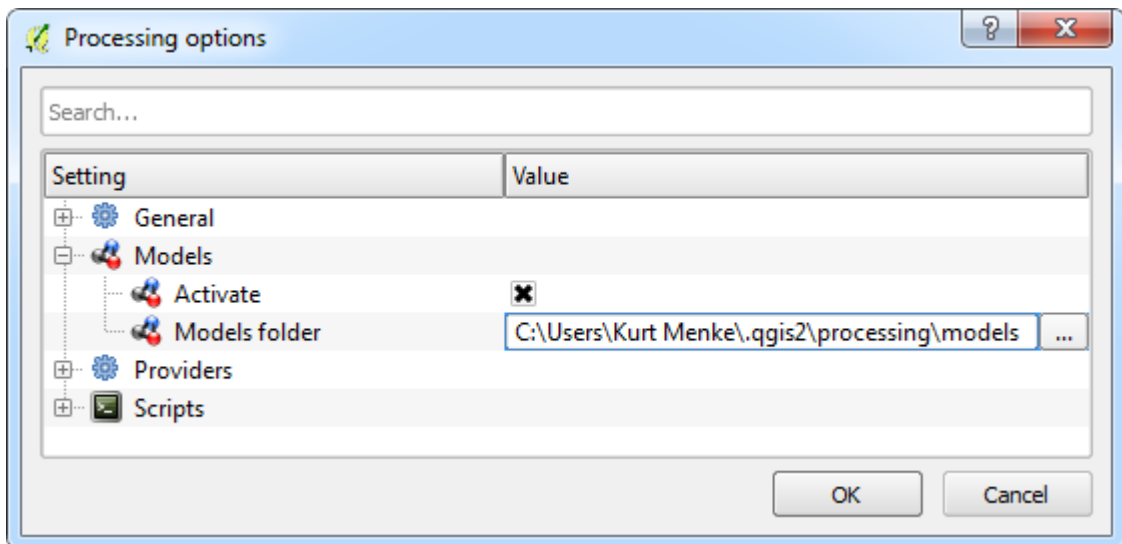 Processing options
?
Search...
Setting Value
General
Models
Activate
Models folder C:\Users\Kurt Menke\.qgis2\processing\models ...
Providers
Scripts
OK Cancel